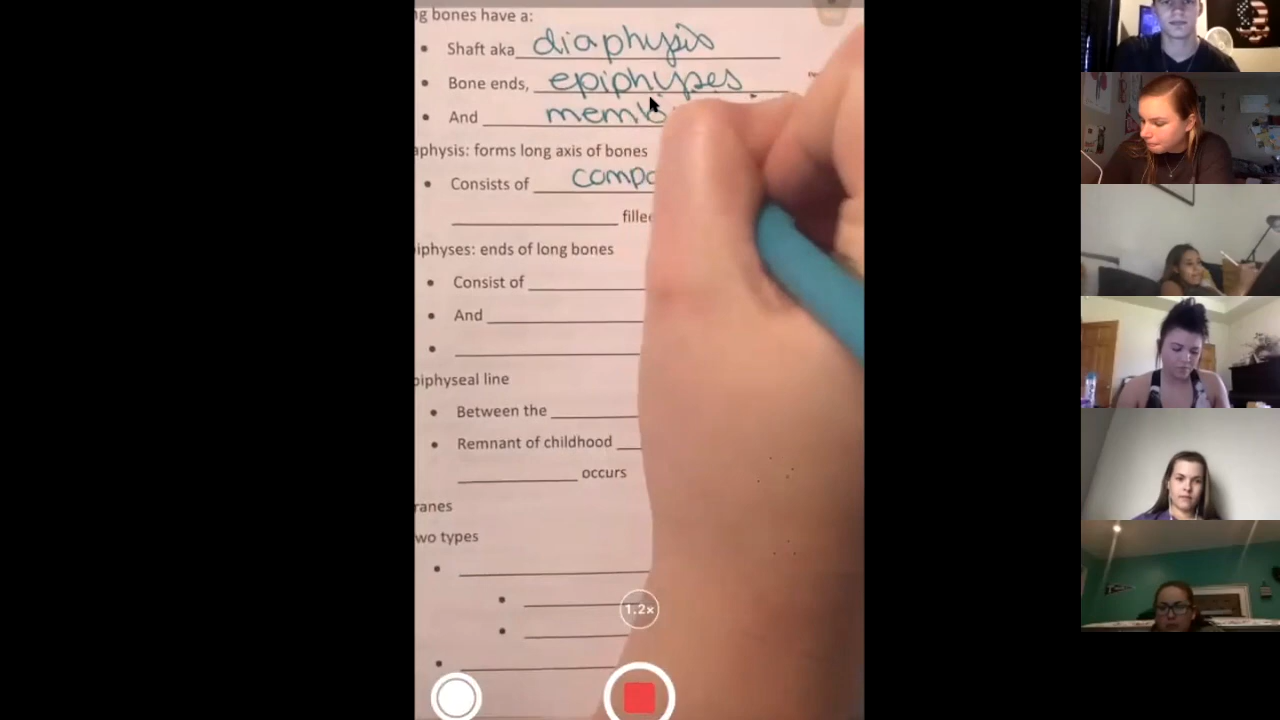 ng bones have a:
• Shaft aka diaphysis
• Bone ends, epiphyses
• And memb
aphysis: forms long axis of bones
• Consists of compa
fille
iphyses: ends of long bones
• Consist of
• And
•
piphyseal line
• Between the
• Remnant of childhood
occurs
ranes
wo types
1.2×